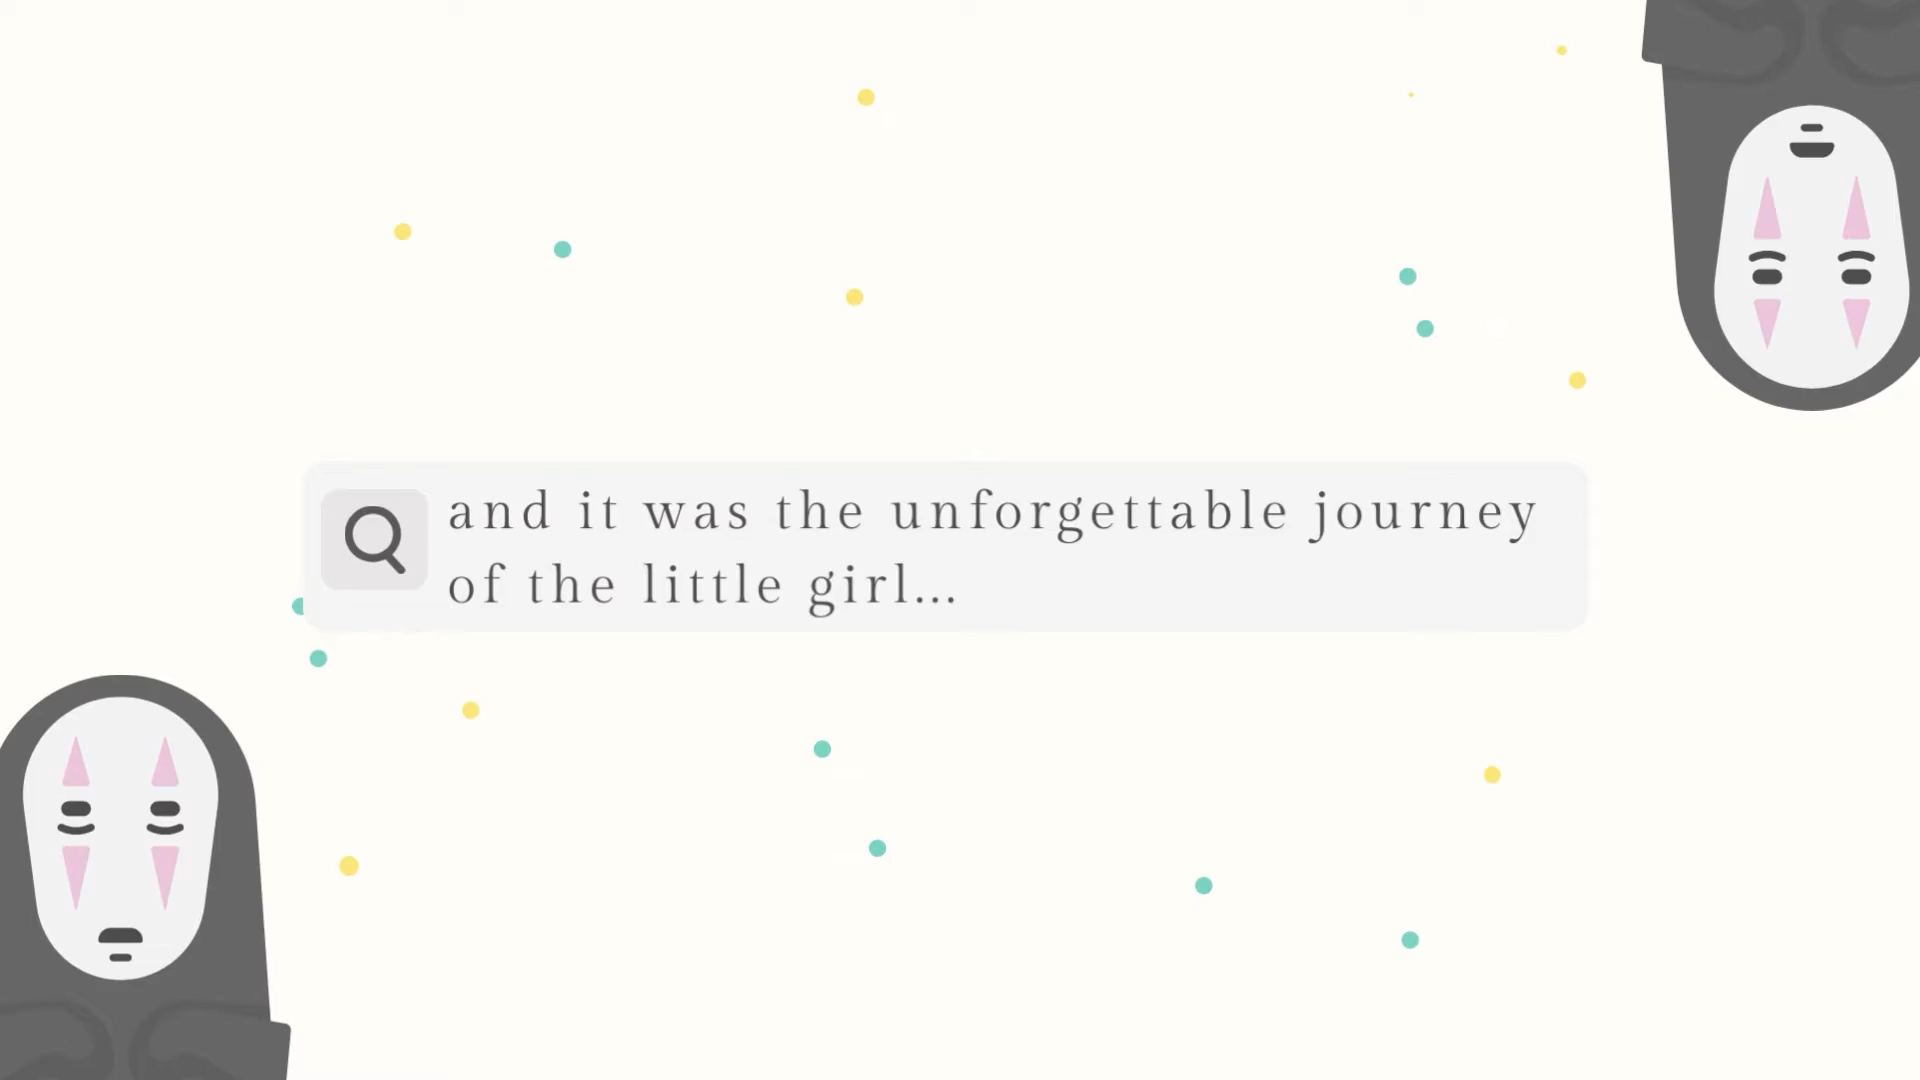 and it was the unforgettable journey
of the little girl...